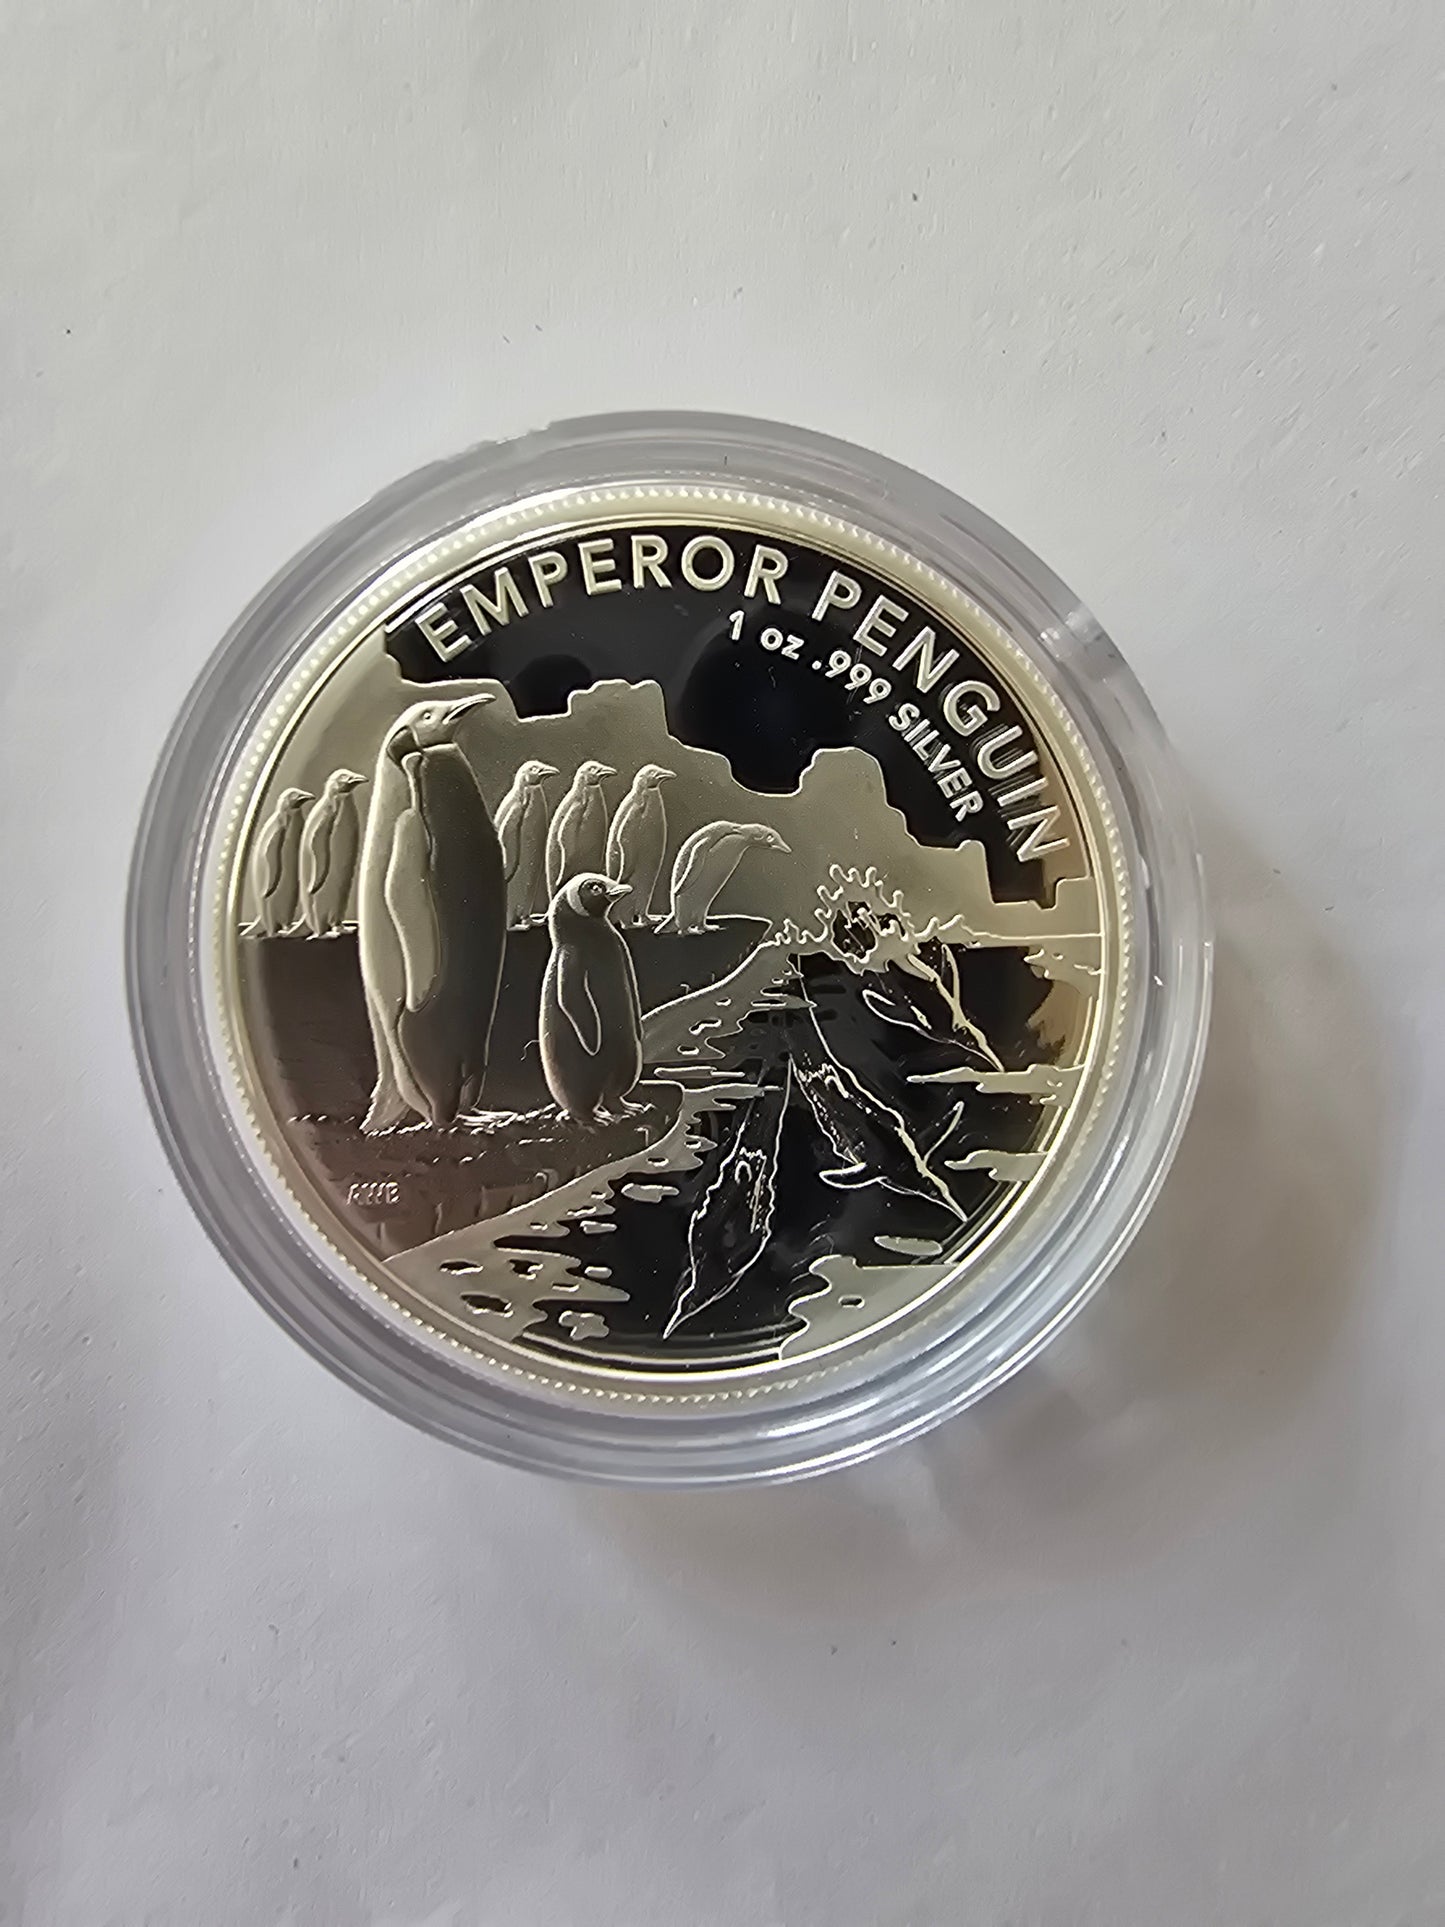 EMPEROR PENGUIN
1 oz .999 SILVER
AWB